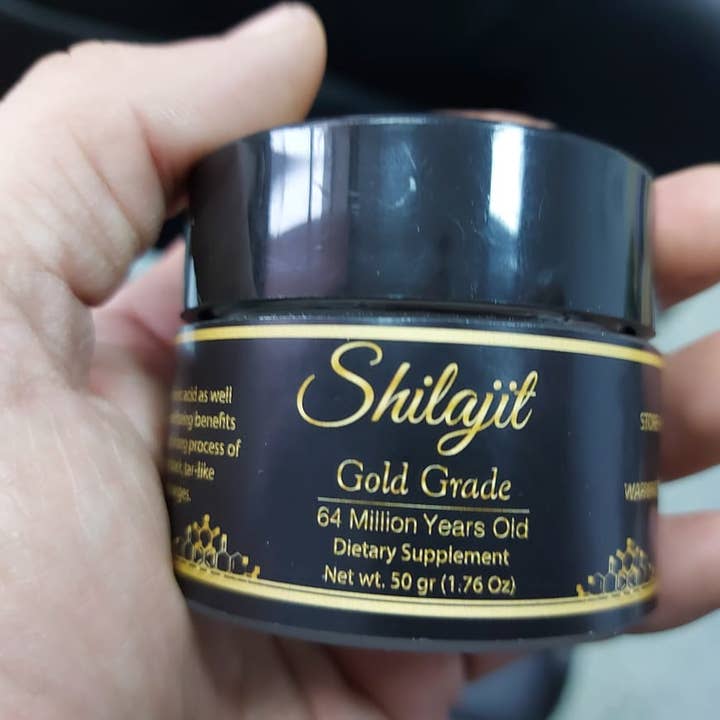 acid as well
benefits
process of
tar-like
Shilajit
Gold Grade
64 Million Years Old
Dietary Supplement
Net wt. 50 gr (1.76 Oz)